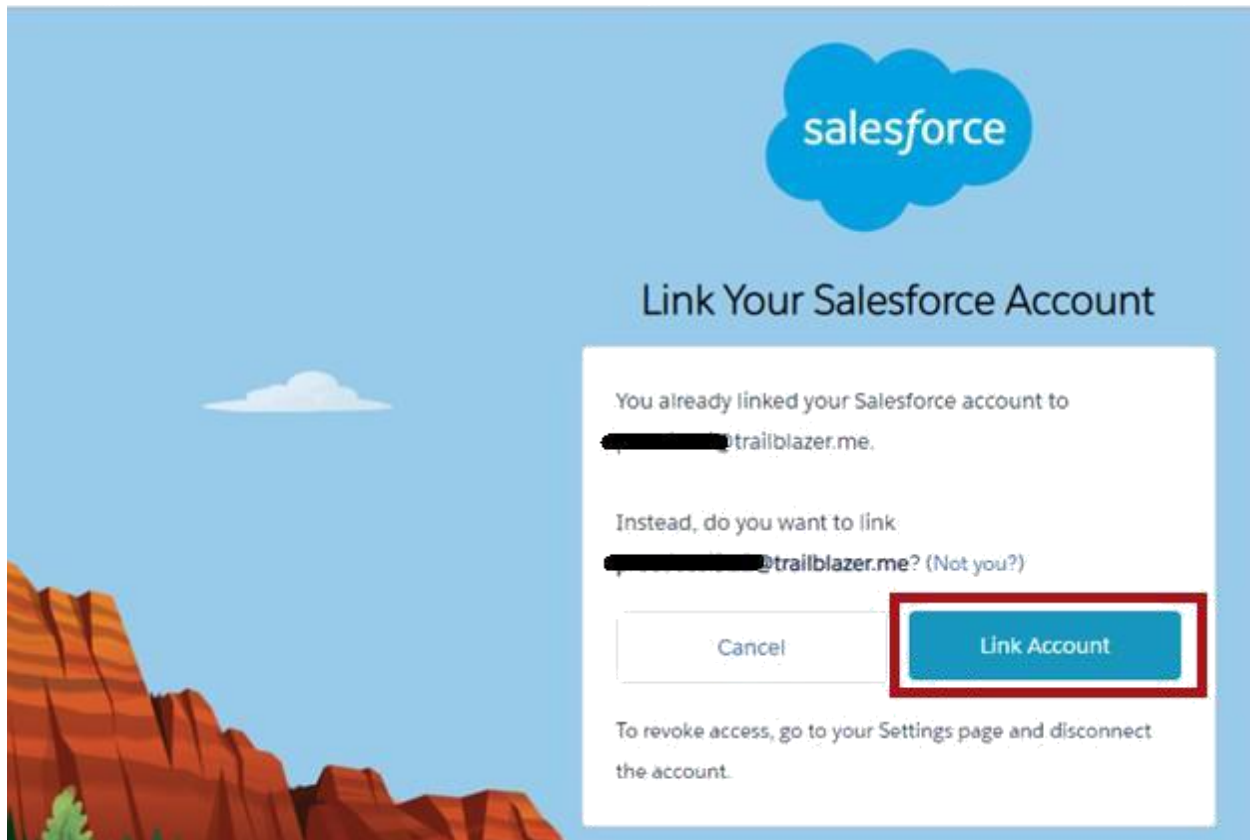 salesforce
Link Your Salesforce Account
You already linked your Salesforce account to
@trailblazer.me.
Instead, do you want to link
@trailblazer.me? (Not you?)
Cancel
Link Account
To revoke access, go to your Settings page and disconnect
the account.